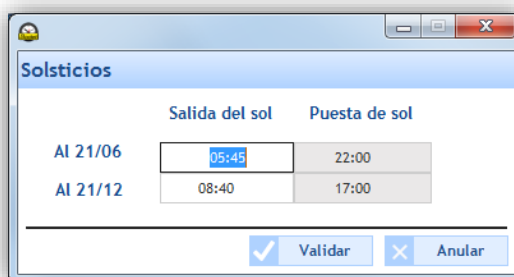 Solsticios
Salida del sol Puesta de sol
Al 21/06 05:45 22:00
Al 21/12 08:40 17:00
Validar Anular